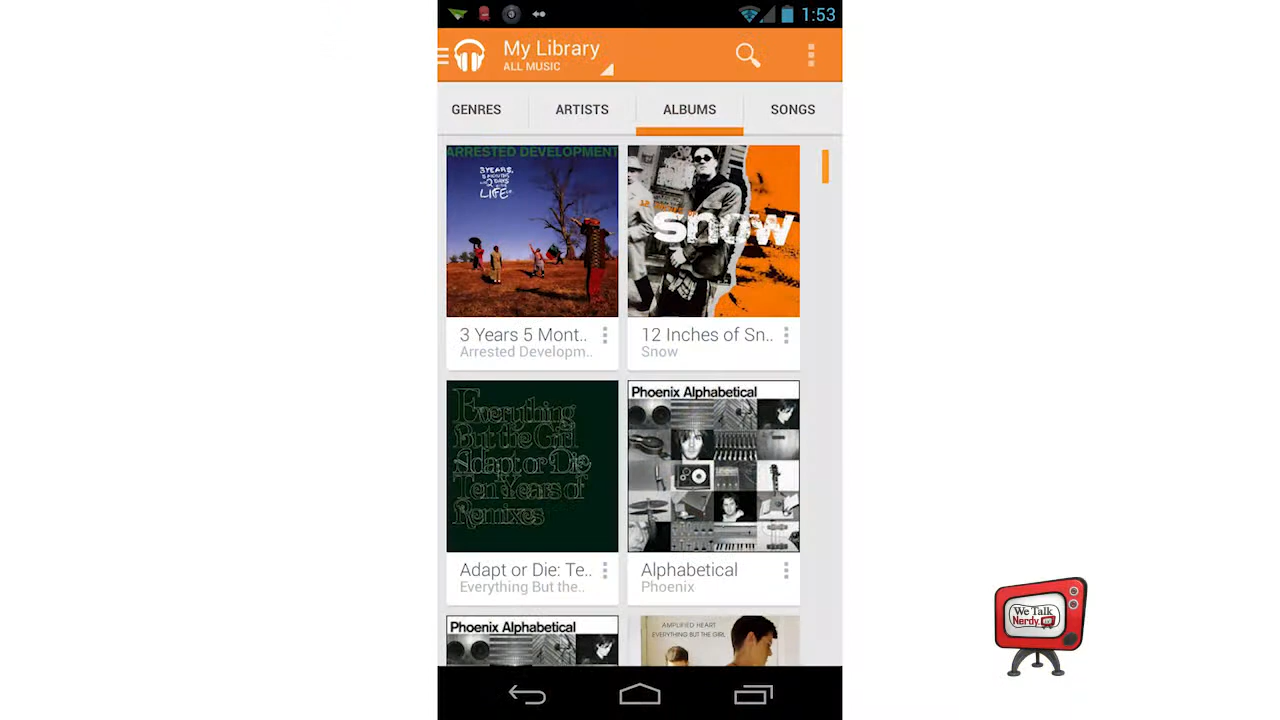 1:53
My Library
ALL MUSIC
GENRES
ARTISTS
ALBUMS
SONGS
ARRESTED DEVELOPMENT
3 YEARS,
5 MONTHS
2 DAYS
LIFE
snow
3 Years 5 Mont..
Arrested Developm..
12 Inches of Sn..
Snow
Everything
But the Girl
Adapt or Die
Ten Years of
Remixes
Phoenix Alphabetical
Adapt or Die: Te..
Everything But the..
Alphabetical
Phoenix
Phoenix Alphabetical
AMPLIFIED HEART
EVERYTHING BUT THE GIRL
We Talk
Nerdy